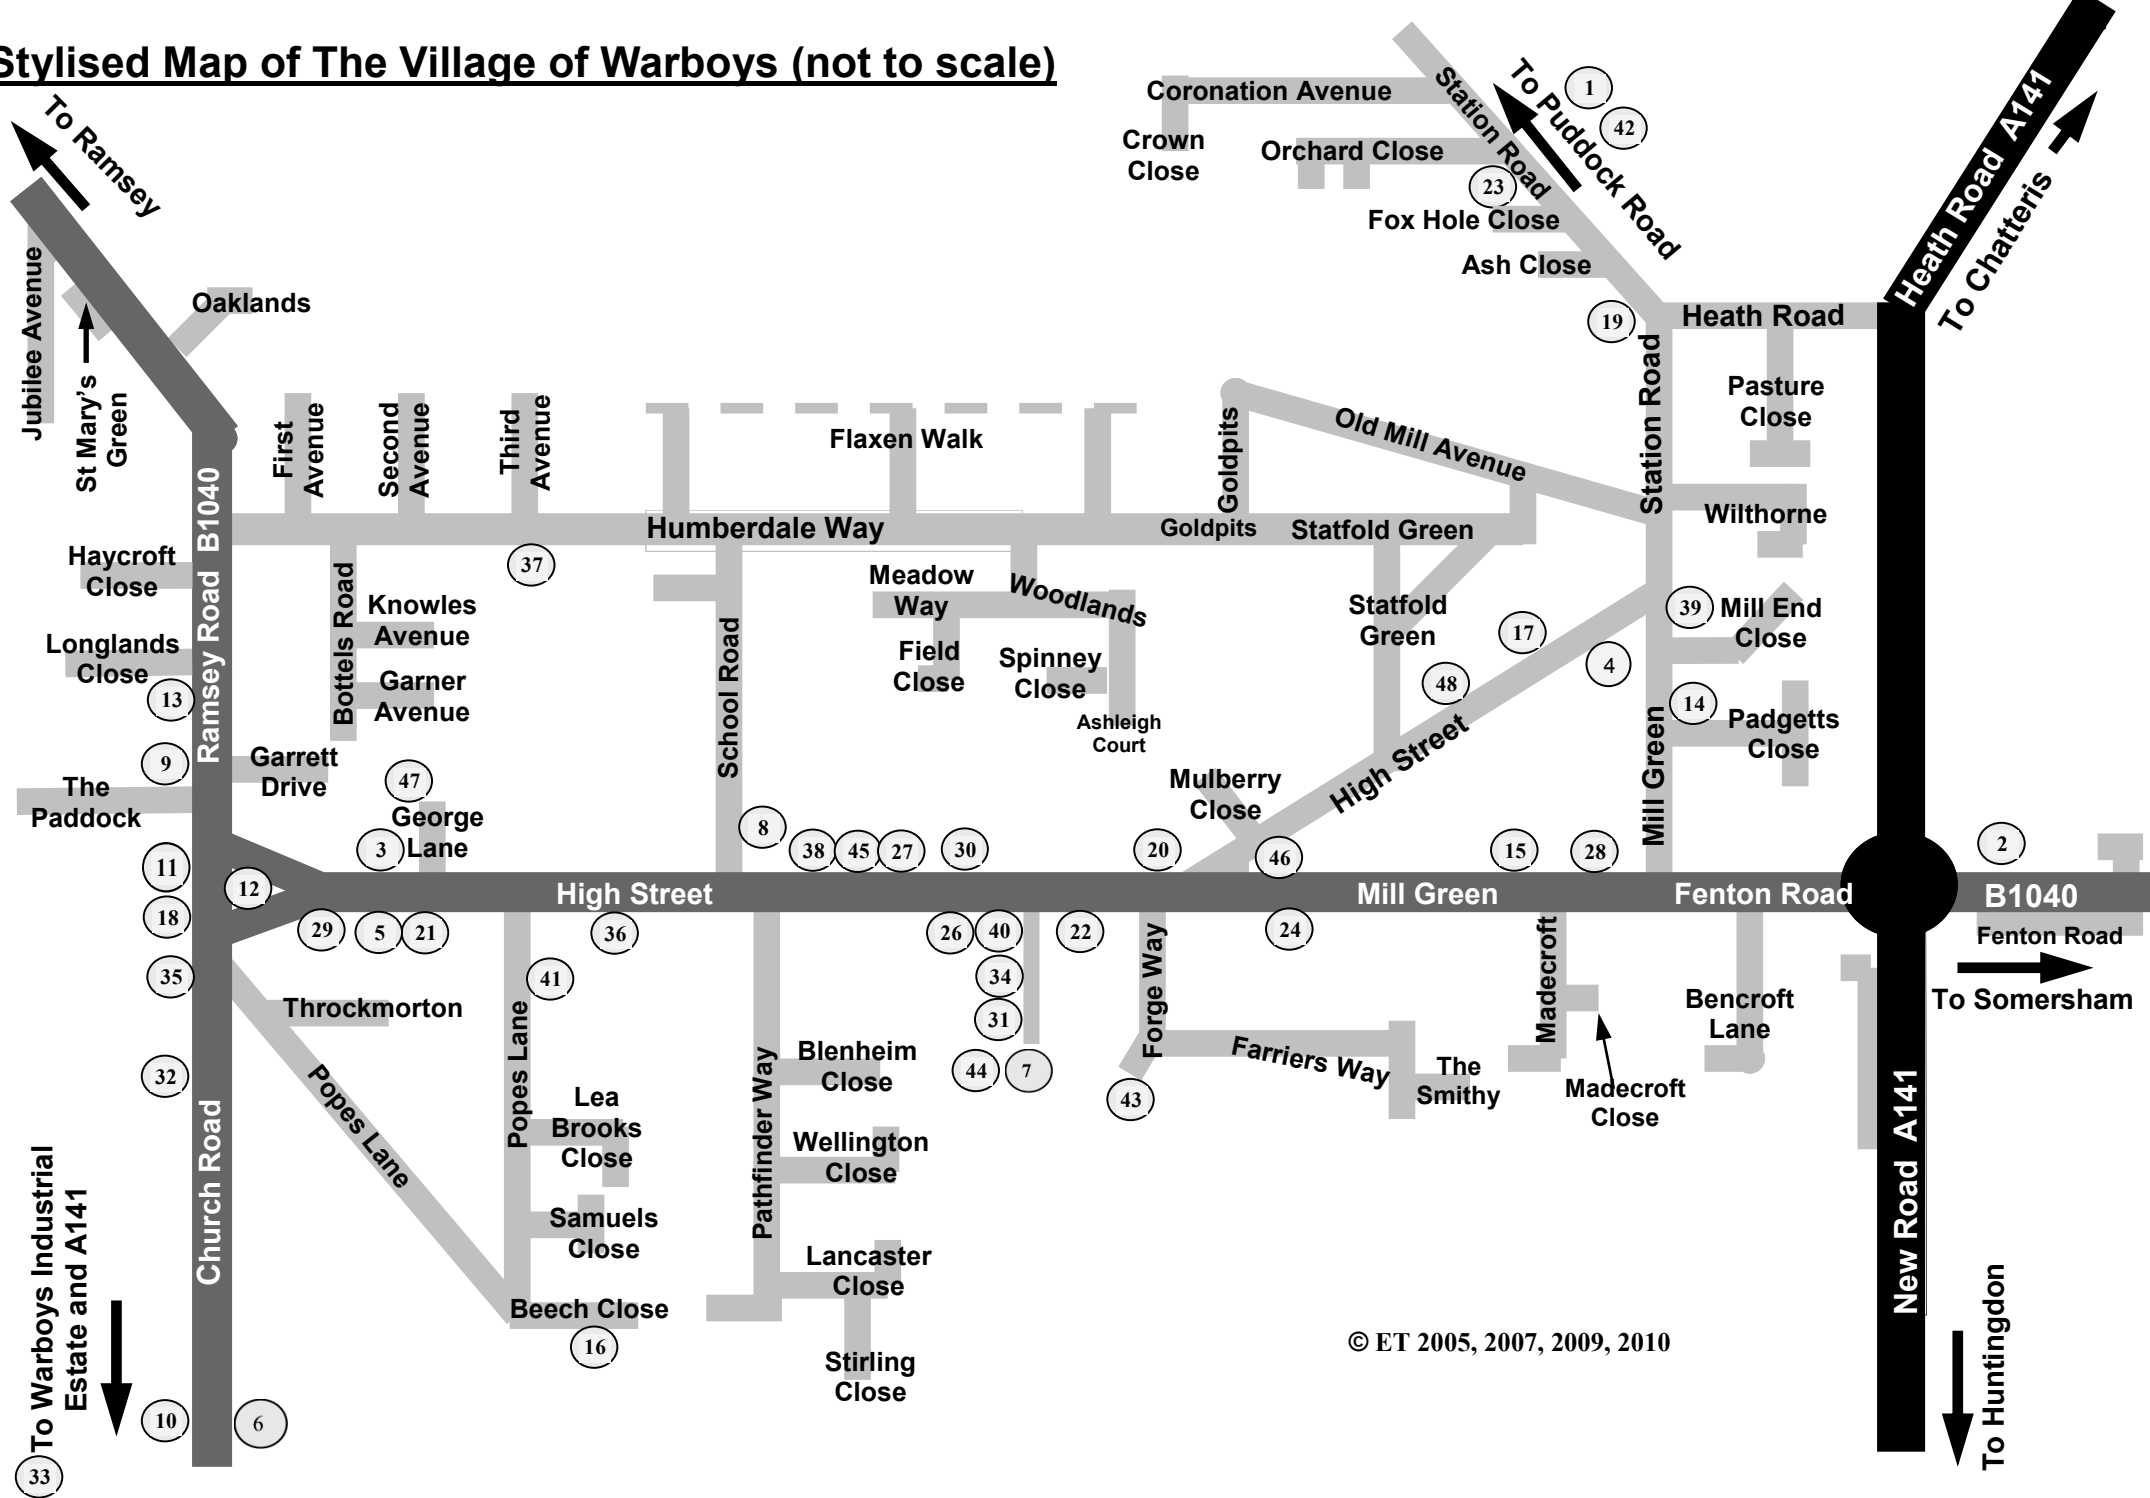 Stylised Map of The Village of Warboys (not to scale)
To Ramsey
Jubilee Avenue
St Mary's
Green
Oaklands
Coronation Avenue
Crown
Close
Orchard Close
Station Road
To Puddock Road
1
42
23
Fox Hole Close
Ash Close
19
Heath Road
Heath Road A141
To Chatteris
Station Road
Pasture
Close
Wilthorne
First
Avenue
Second
Avenue
Third
Avenue
Flaxen Walk
Goldpits
Old Mill Avenue
Ramsey Road B1040
Humberdale Way
Goldpits
Statfold Green
Haycroft
Close
Longlands
Close
13
9
The
Paddock
Bottels Road
Knowles
Avenue
Garner
Avenue
37
Garrett
Drive
47
George
Lane
3
School Road
Meadow
Way
Woodlands
Field
Close
Spinney
Close
Ashleigh
Court
Statfold
Green
17
48
4
39
Mill End
Close
14
Padgetts
Close
Mill Green
High Street
Mulberry
Close
8
38
45
27
30
20
46
15
28
2
11
12
18
High Street
Mill Green
Fenton Road
B1040
Fenton Road
To Somersham
29
5
21
36
26
40
22
24
35
41
34
31
44
7
43
Throckmorton
32
Popes Lane
Popes Lane
Lea
Brooks
Close
Samuels
Close
Beech Close
16
Pathfinder Way
Blenheim
Close
Wellington
Close
Lancaster
Close
Stirling
Close
Forge Way
Farriers Way
The
Smithy
Madecroft
Madecroft
Close
Bencroft
Lane
Church Road
To Warboys Industrial
Estate and A141
10
6
33
New Road A141
To Huntingdon
© ET 2005, 2007, 2009, 2010